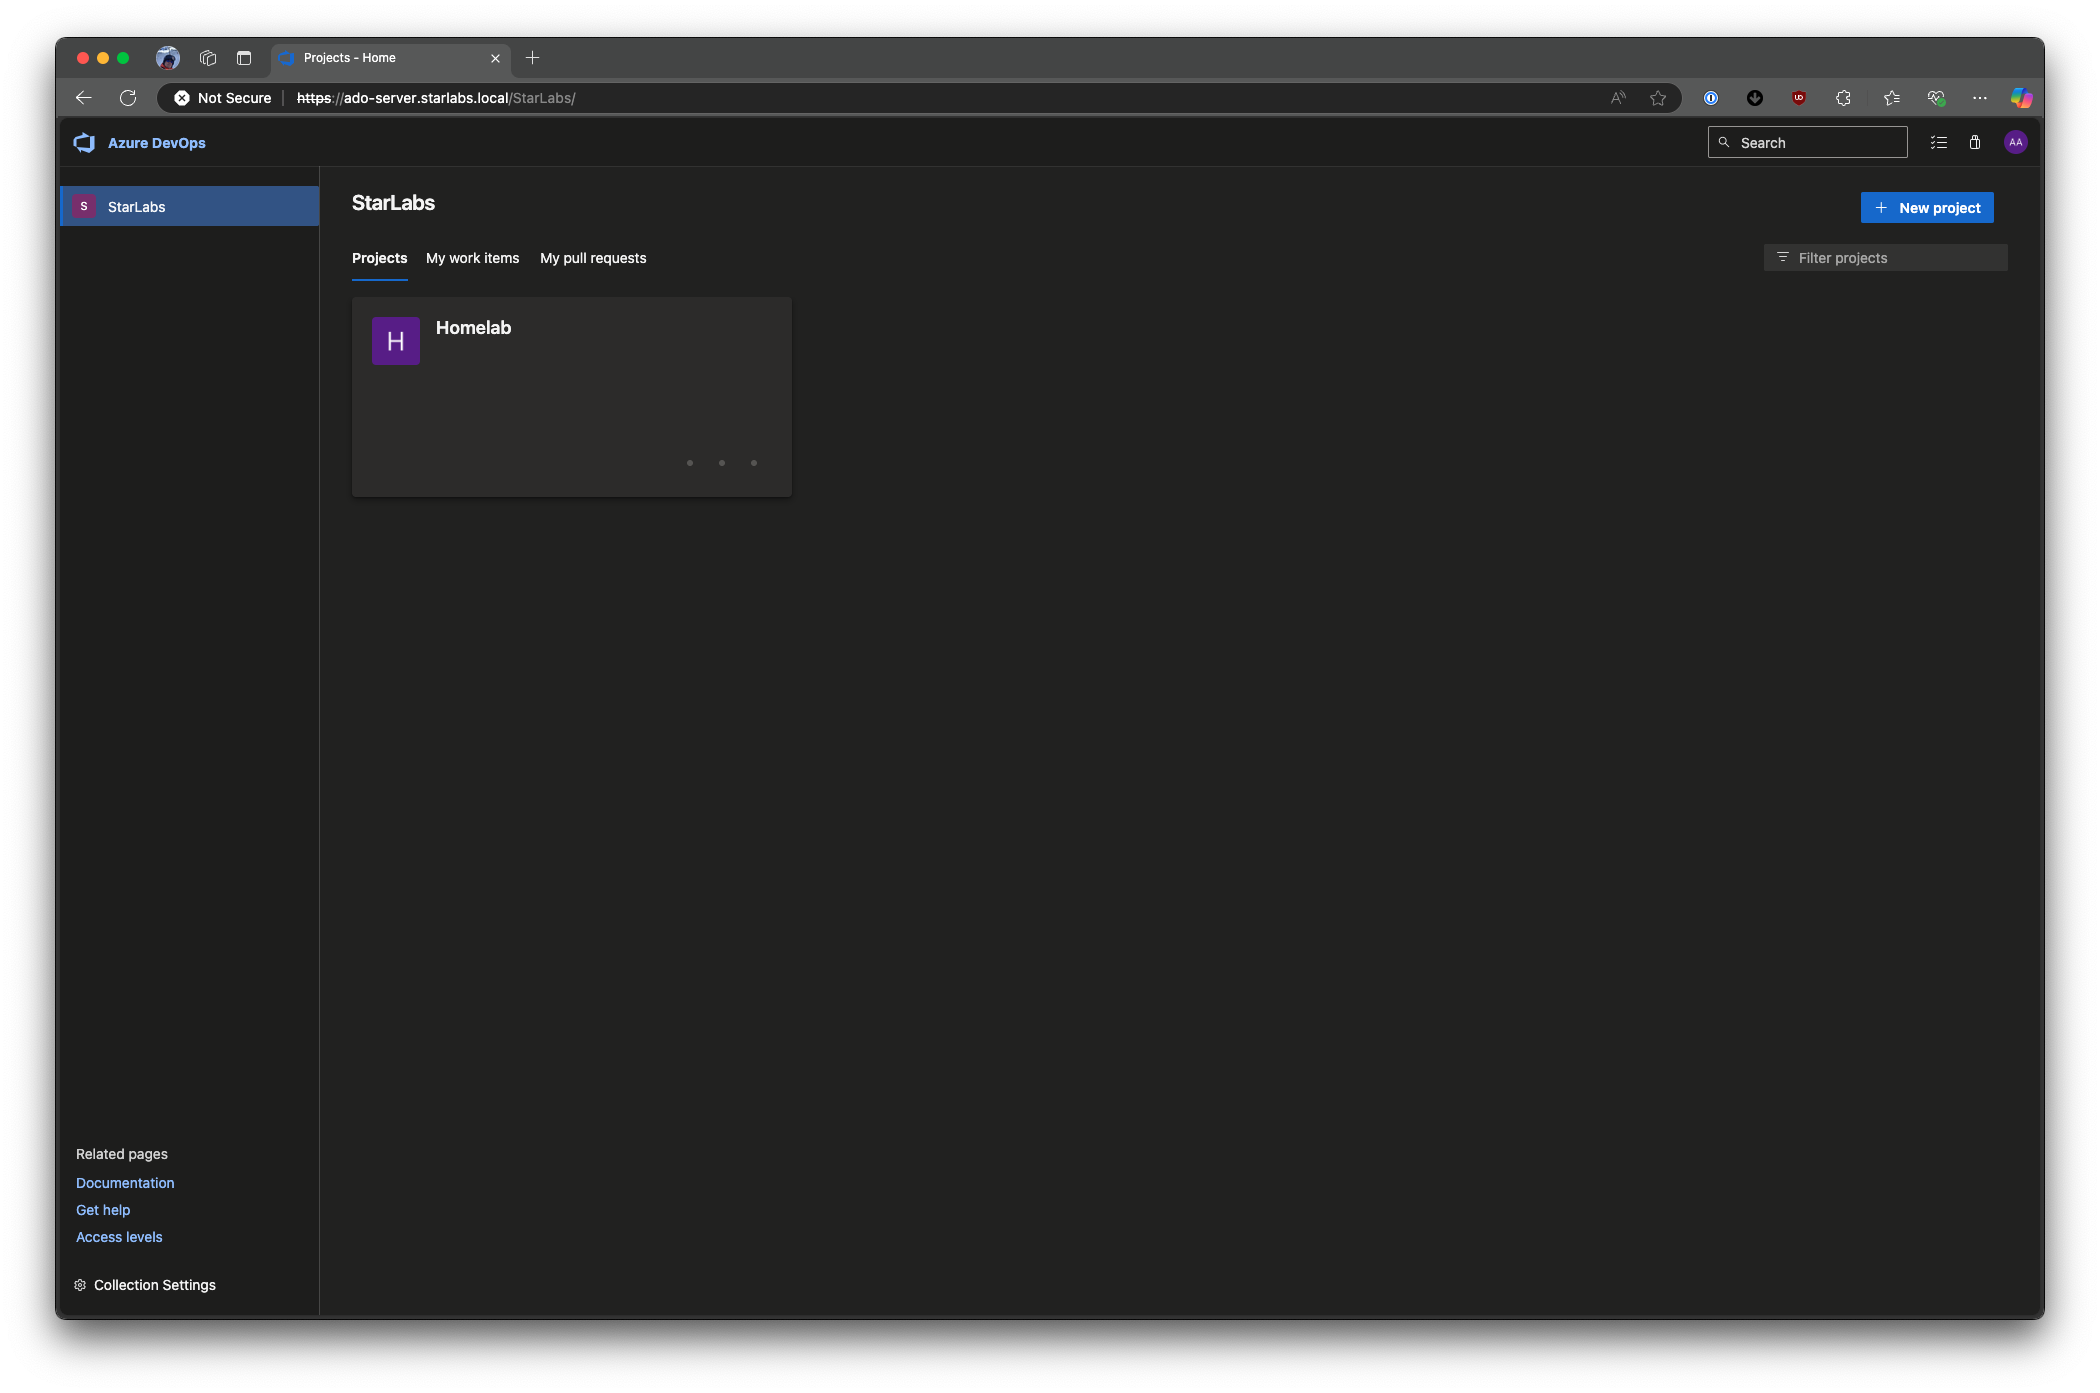 Projects - Home
Not Secure
https://ado-server.starlabs.local/StarLabs/
Azure DevOps
Search
AA
S
StarLabs
StarLabs
New project
Projects
My work items
My pull requests
Filter projects
H
Homelab
Related pages
Documentation
Get help
Access levels
Collection Settings